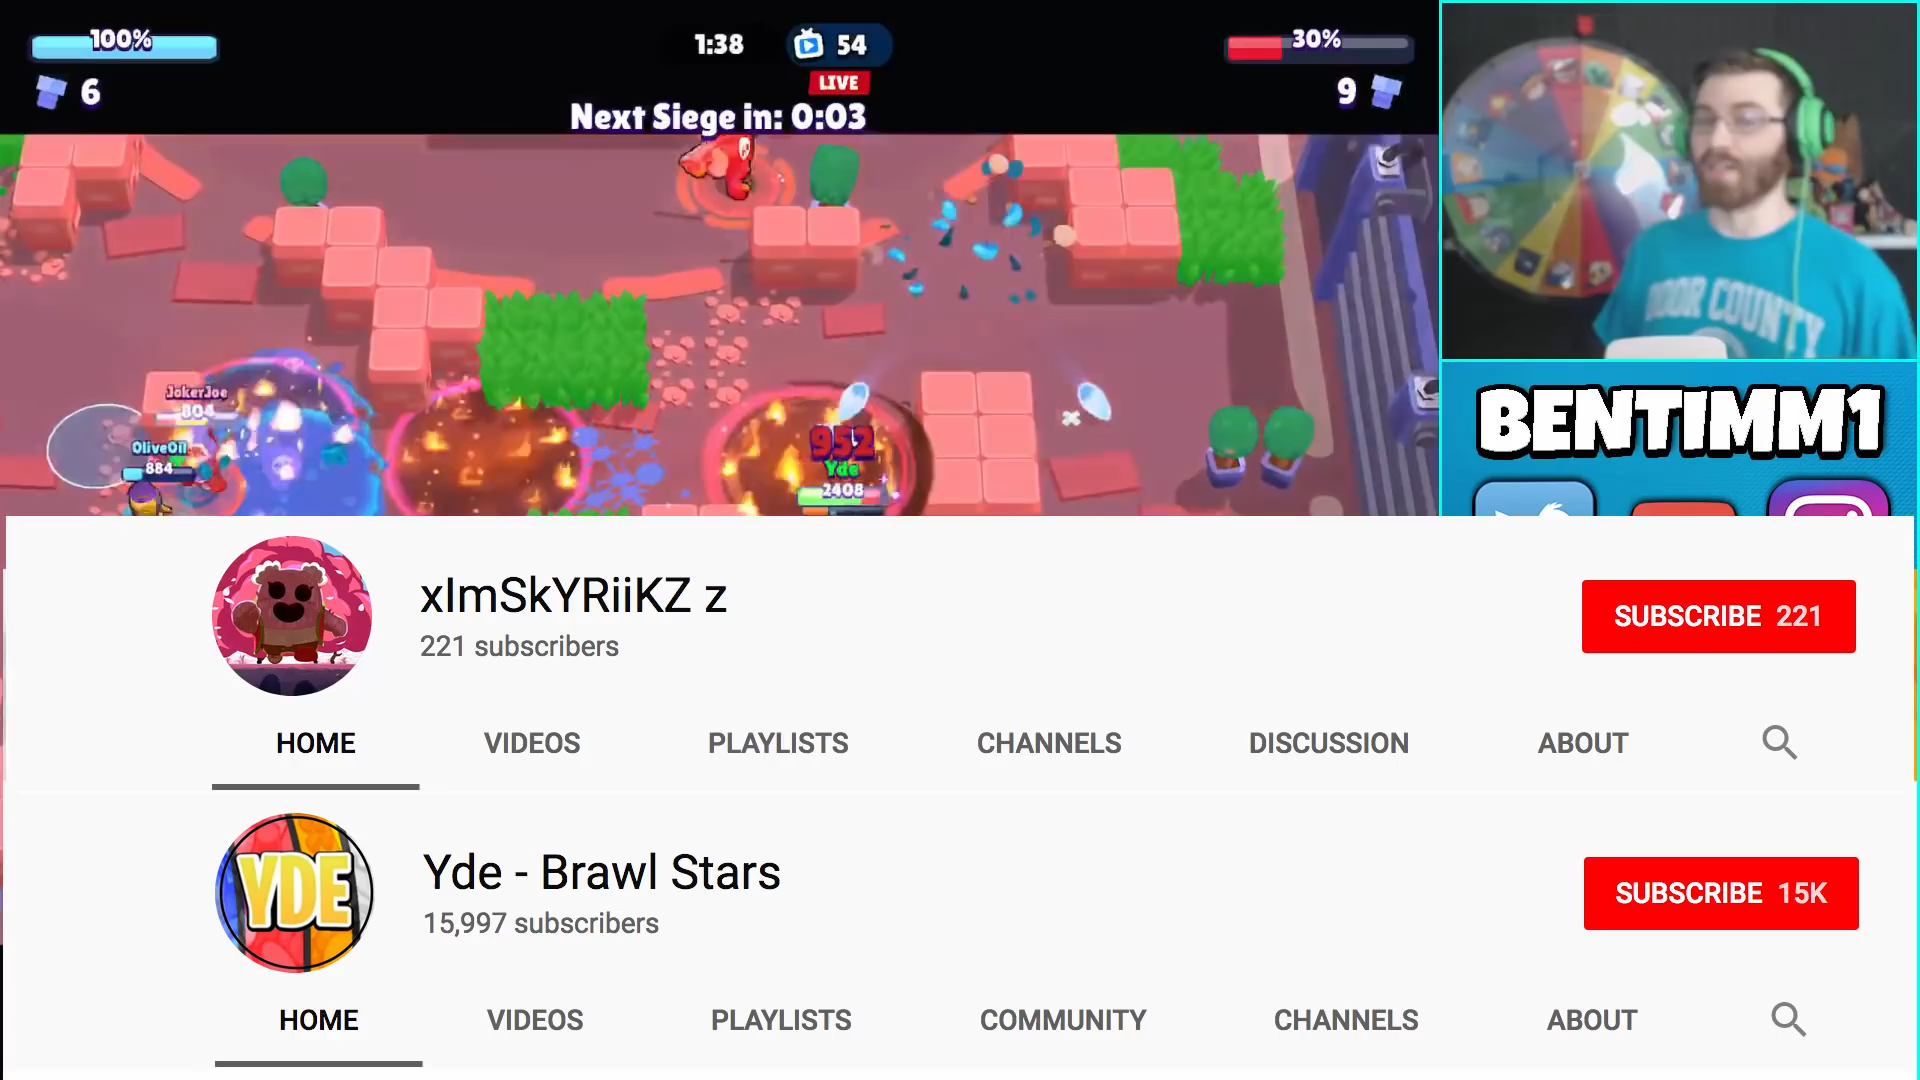 100%
1:38
54
30%
6
LIVE
9
Next Siege in: 0:03
DOOR COUNTY
JokerJoe
804
OliveOil
884
952
Yde
2408
BENTIMM1
xImSkYRiiKZ z
221 subscribers
SUBSCRIBE 221
HOME VIDEOS PLAYLISTS CHANNELS DISCUSSION ABOUT
YDE
Yde - Brawl Stars
15,997 subscribers
SUBSCRIBE 15K
HOME VIDEOS PLAYLISTS COMMUNITY CHANNELS ABOUT